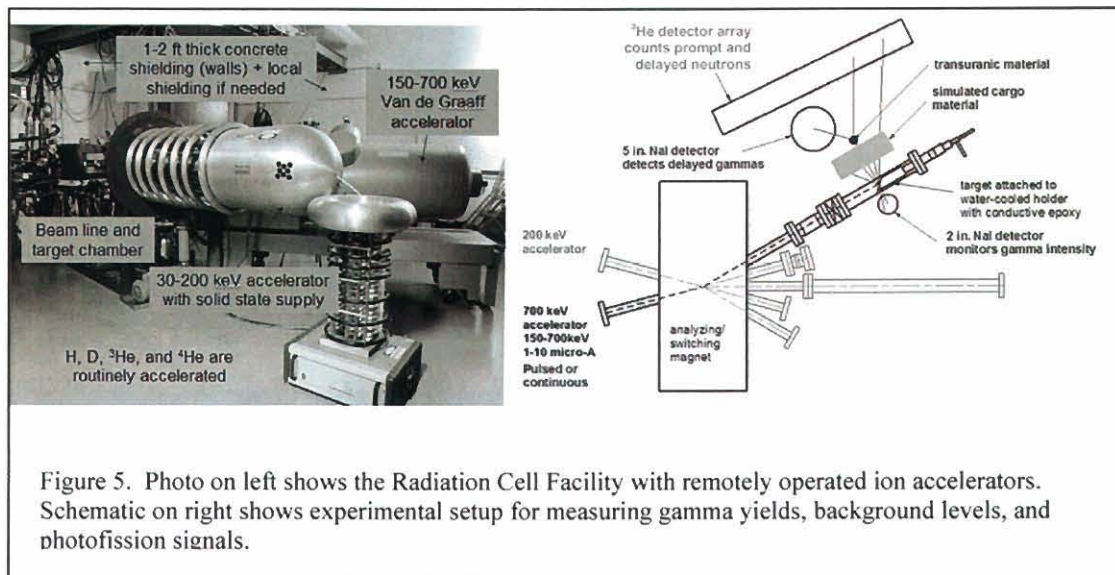 1-2 ft thick concrete
shielding (walls) + local
shielding if needed
150-700 keV
Van de Graaff
accelerator
Beam line and
target chamber
30-200 keV accelerator
with solid state supply
H, D, ³He, and ⁴He are
routinely accelerated
³He detector array
counts prompt and
delayed neutrons
transuranic material
simulated cargo
material
5 in. NaI detector
detects delayed gammas
target attached to
water-cooled holder
with conductive epoxy
2 in. NaI detector
monitors gamma intensity
200 keV
accelerator
700 keV
accelerator
150-700keV
1-10 micro-A
Pulsed or
continuous
analyzing/
switching
magnet
Figure 5. Photo on left shows the Radiation Cell Facility with remotely operated ion accelerators.
Schematic on right shows experimental setup for measuring gamma yields, background levels, and
photofission signals.